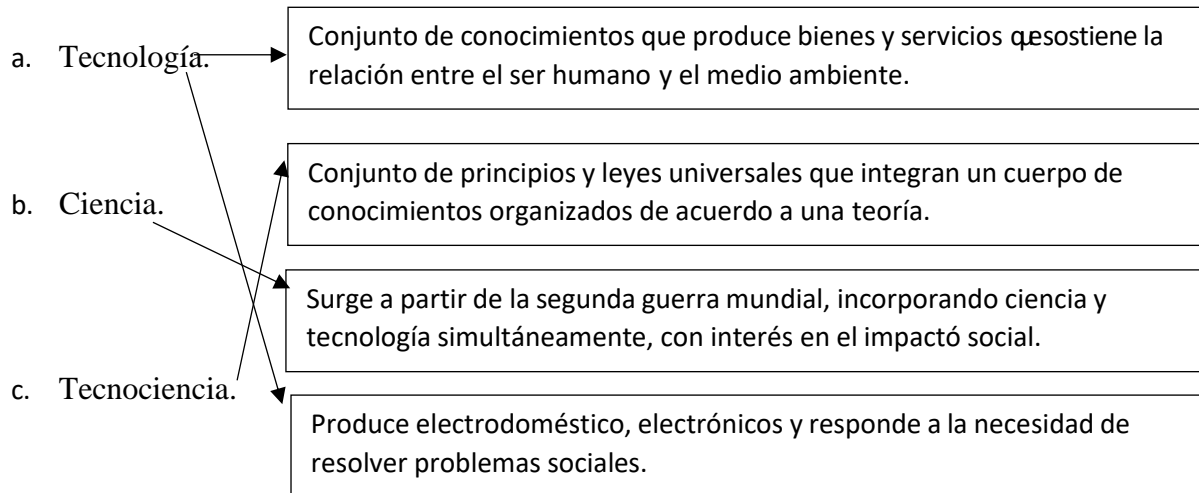 a. Tecnología.
Conjunto de conocimientos que produce bienes y servicios quesostiene la
relación entre el ser humano y el medio ambiente.
b. Ciencia.
Conjunto de principios y leyes universales que integran un cuerpo de
conocimientos organizados de acuerdo a una teoría.
Surge a partir de la segunda guerra mundial, incorporando ciencia y
tecnología simultáneamente, con interés en el impactó social.
c. Tecnociencia.
Produce electrodoméstico, electrónicos y responde a la necesidad de
resolver problemas sociales.